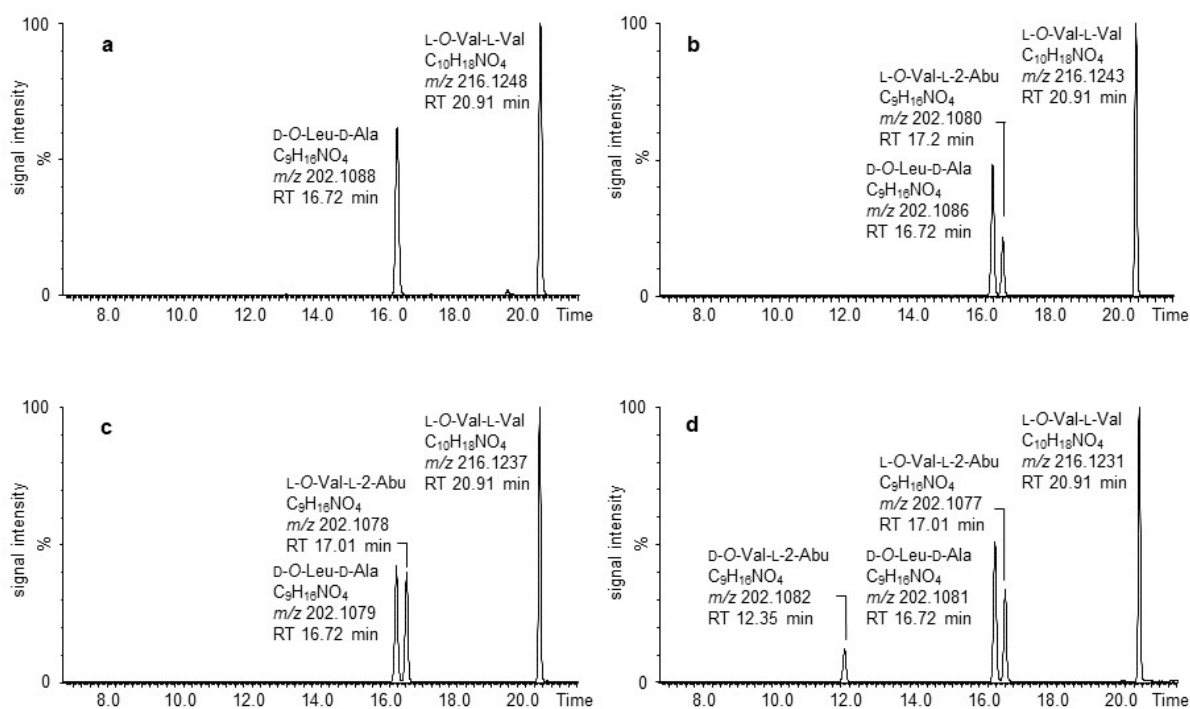 100
a
signal intensity
%
0
L-O-Val-L-Val
C10H18NO4
m/z 216.1248
RT 20.91 min
D-O-Leu-D-Ala
C9H16NO4
m/z 202.1088
RT 16.72 min
8.0 10.0 12.0 14.0 16. 0 18.0 20.0 Time
100
b
signal intensity
%
0
L-O-Val-L-Val
C10H18NO4
m/z 216.1243
RT 20.91 min
L-O-Val-L-2-Abu
C9H16NO4
m/z 202.1080
RT 17.2 min
D-O-Leu-D-Ala
C9H16NO4
m/z 202.1086
RT 16.72 min
8.0 10.0 12.0 14.0 16.0 18.0 20.0 Time
100
c
signal intensity
%
0
L-O-Val-L-Val
C10H18NO4
m/z 216.1237
RT 20.91 min
L-O-Val-L-2-Abu
C9H16NO4
m/z 202.1078
RT 17.01 min
D-O-Leu-D-Ala
C9H16NO4
m/z 202.1079
RT 16.72 min
8.0 10.0 12.0 14.0 16.0 18.0 20.0 Time
100
d
signal intensity
%
0
L-O-Val-L-Val
C10H18NO4
m/z 216.1231
RT 20.91 min
L-O-Val-L-2-Abu
C9H16NO4
m/z 202.1077
RT 17.01 min
D-O-Val-L-2-Abu
C9H16NO4
m/z 202.1082
RT 12.35 min
D-O-Leu-D-Ala
C9H16NO4
m/z 202.1081
RT 16.72 min
8.0 10.0 12.0 14.0 16.0 18.0 20.0 Time